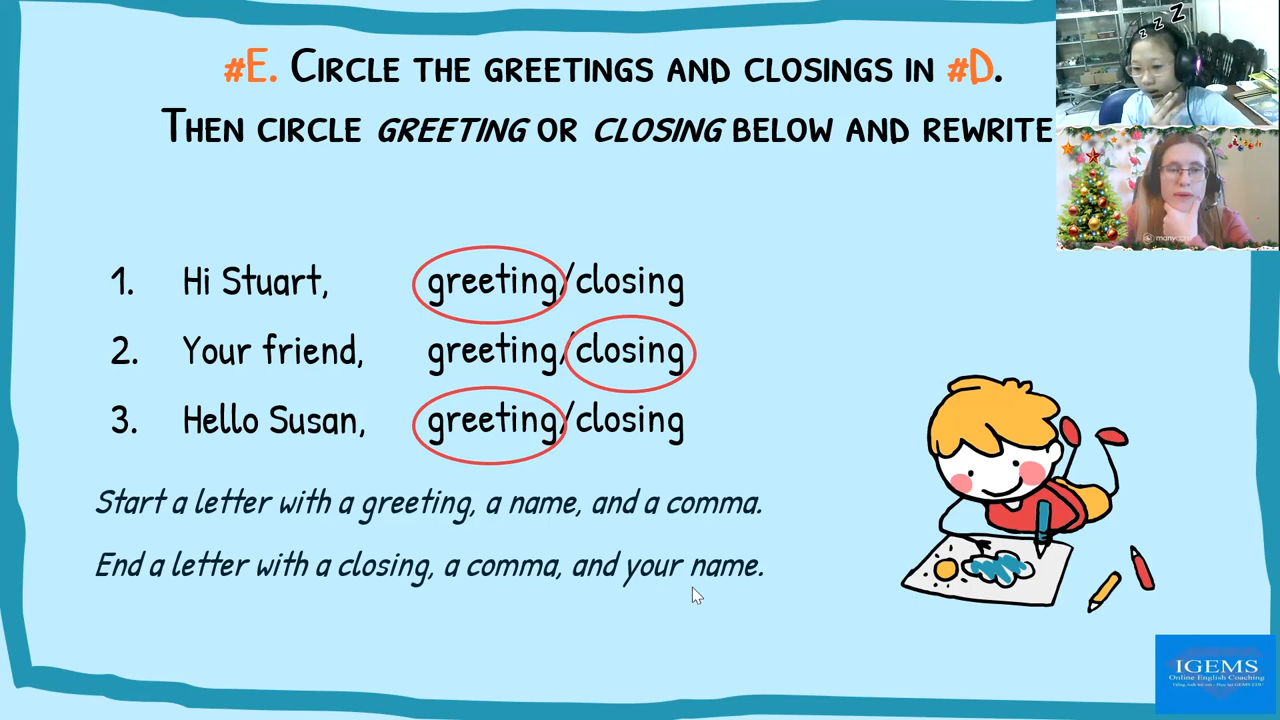 #E. Circle the greetings and closings in #D.
Then circle greeting or closing below and rewrite
1. Hi Stuart, greeting/closing
2. Your friend, greeting/closing
3. Hello Susan, greeting/closing
Start a letter with a greeting, a name, and a comma.
End a letter with a closing, a comma, and your name.
z z Z
IGEMS
Online English Coaching